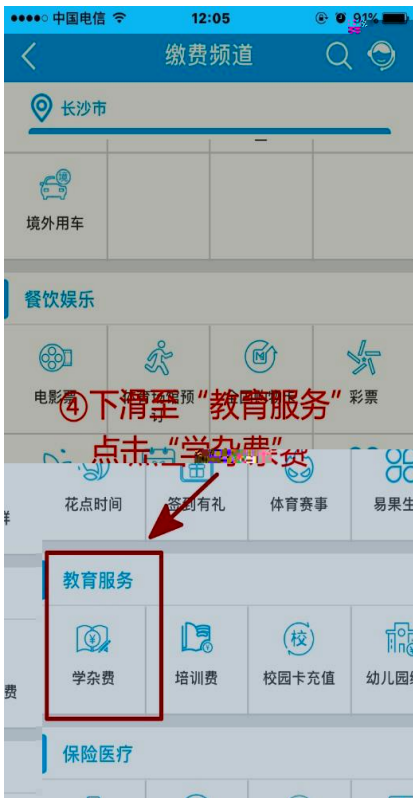 中国电信 12:05 91%
缴费频道
长沙市
境外用车
餐饮娱乐
电影票 彩票
④下滑至“教育服务”
点击“学杂费”
花点时间 签到有礼 体育赛事 易果生
教育服务
费
学杂费 培训费 校园卡充值 幼儿园
保险医疗